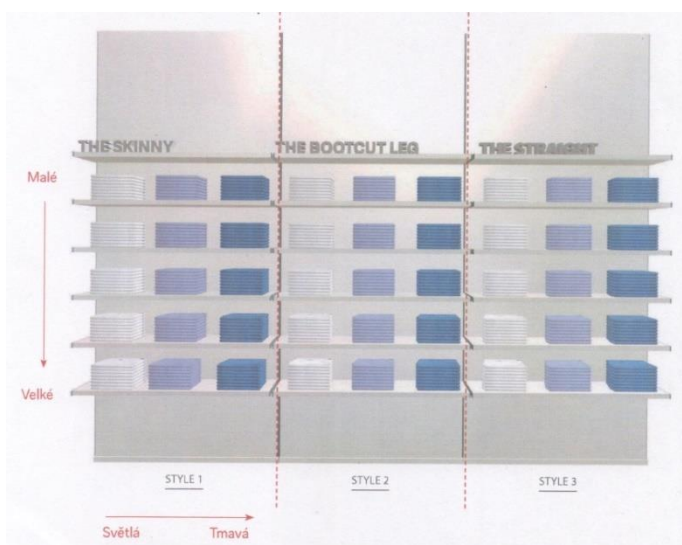 THE SKINNY
THE BOOTCUT LEG
THE STRAIGHT
Malé
Velké
STYLE 1
STYLE 2
STYLE 3
Světlá
Tmavá